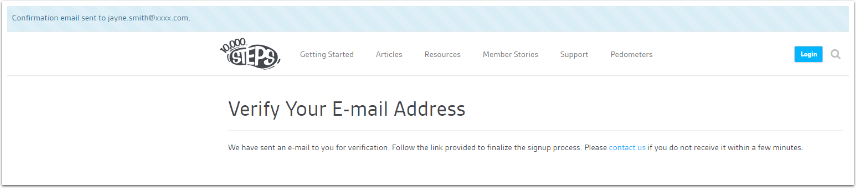 Confirmation email sent to jayne.smith@xxxx.com.
10,000
STEPS
Getting Started Articles Resources Member Stories Support Pedometers Login
Verify Your E-mail Address
We have sent an e-mail to you for verification. Follow the link provided to finalize the signup process. Please contact us if you do not receive it within a few minutes.